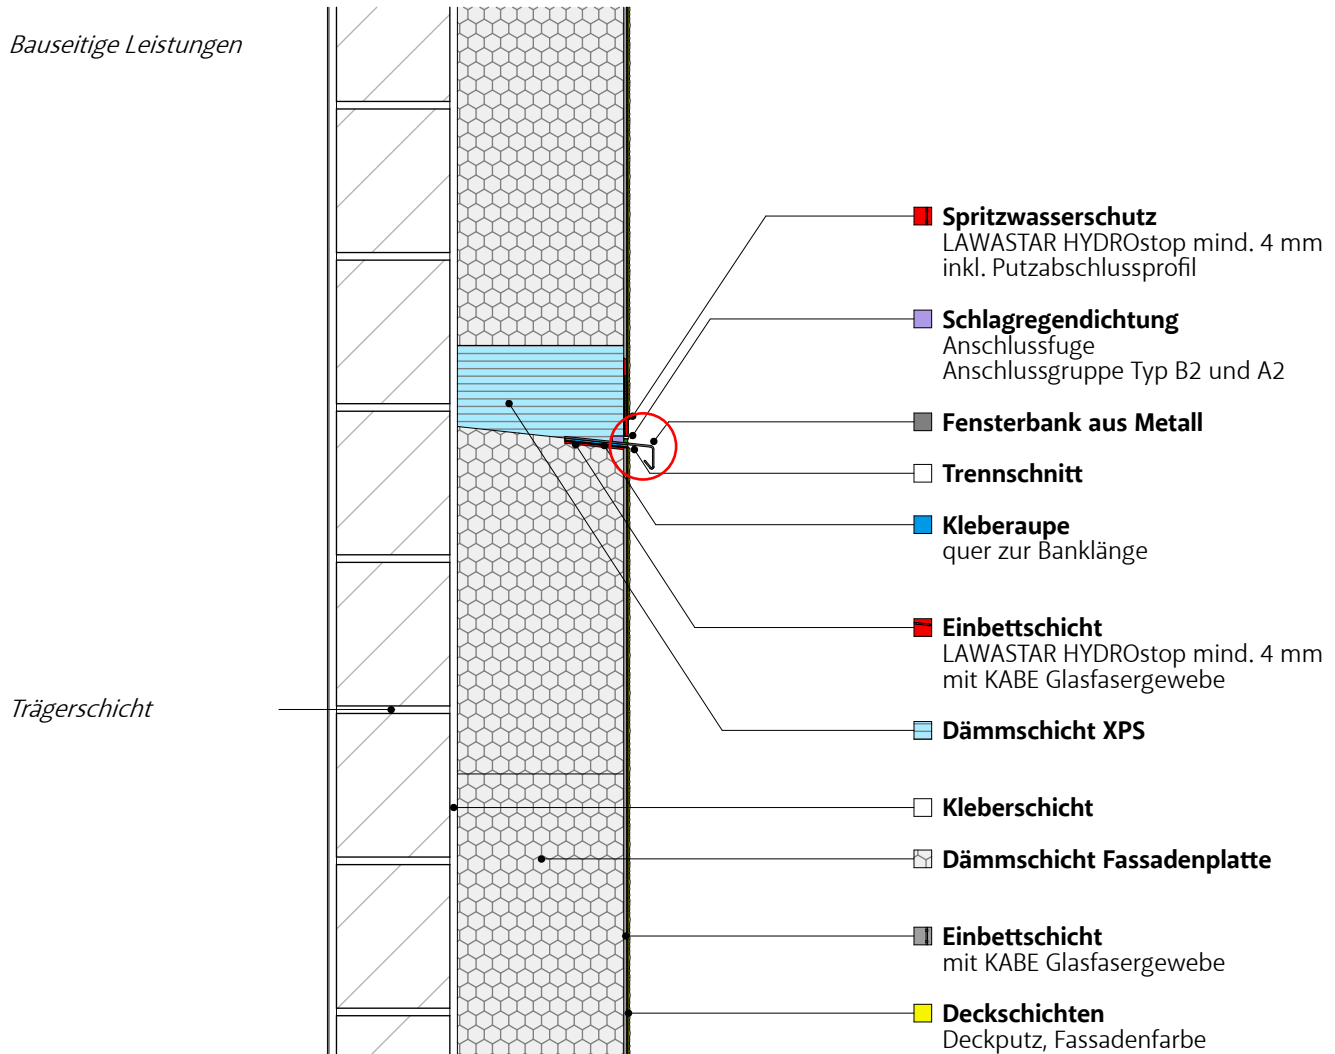 Bauseitige Leistungen
Spritzwasserschutz
LAWASTAR HYDROstop mind. 4 mm
inkl. Putzabschlussprofil
Schlagregendichtung
Anschlussfuge
Anschlussgruppe Typ B2 und A2
Fensterbank aus Metall
Trennschnitt
Kleberaupe
quer zur Banklänge
Einbettschicht
LAWASTAR HYDROstop mind. 4 mm
mit KABE Glasfasergewebe
Trägerschicht
Dämmschicht XPS
Kleberschicht
Dämmschicht Fassadenplatte
Einbettschicht
mit KABE Glasfasergewebe
Deckschichten
Deckputz, Fassadenfarbe